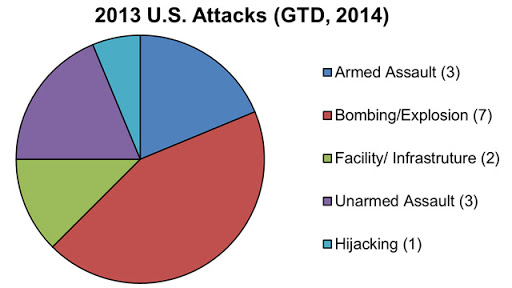 2013 U.S. Attacks (GTD, 2014)
Armed Assault (3)
Bombing/Explosion (7)
Facility/ Infrastruture (2)
Unarmed Assault (3)
Hijacking (1)